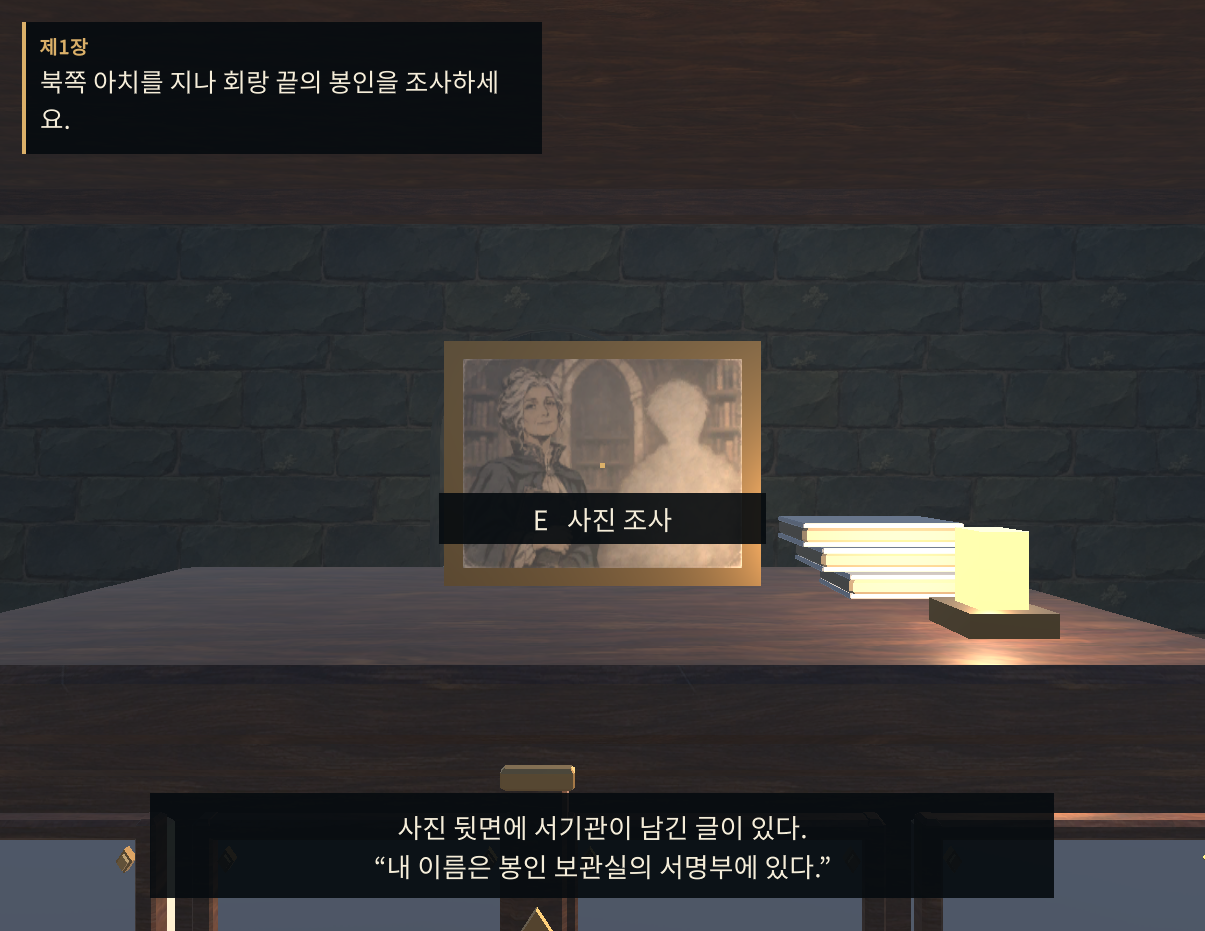 제1장
북쪽 아치를 지나 회랑 끝의 봉인을 조사하세
요.
E 사진 조사
사진 뒷면에 서기관이 남긴 글이 있다.
“내 이름은 봉인 보관실의 서명부에 있다.”